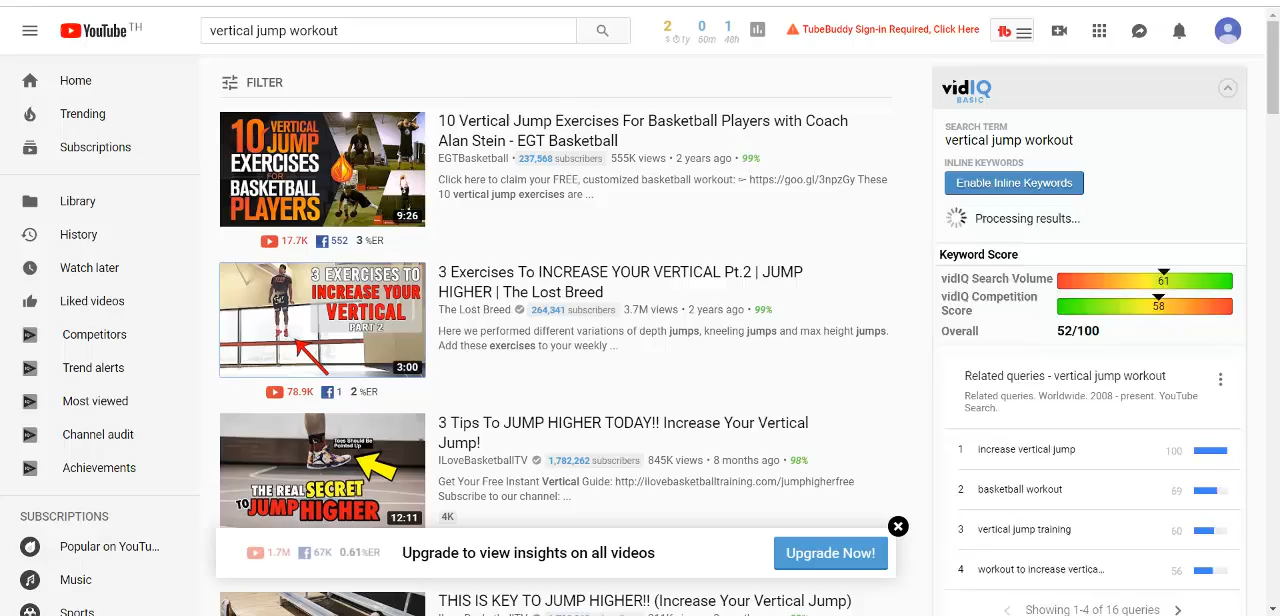 YouTube TH
vertical jump workout
2 0 1
$ 1y 60m 48h
TubeBuddy Sign-in Required, Click Here
tb
Home
Trending
Subscriptions
Library
History
Watch later
Liked videos
Competitors
Trend alerts
Most viewed
Channel audit
Achievements
SUBSCRIPTIONS
Popular on YouTu...
Music
Sports
FILTER
10 VERTICAL
JUMP
EXERCISES
FOR
BASKETBALL
PLAYERS
9:26
10 Vertical Jump Exercises For Basketball Players with Coach
Alan Stein - EGT Basketball
EGTBasketball • 237,568 subscribers 555K views • 2 years ago • 99%
Click here to claim your FREE, customized basketball workout: ➳ https://goo.gl/3npzGy These
10 vertical jump exercises are ...
17.7K 552 3 %ER
3 EXERCISES TO
INCREASE YOUR
VERTICAL
PART 2
3:00
3 Exercises To INCREASE YOUR VERTICAL Pt.2 | JUMP
HIGHER | The Lost Breed
The Lost Breed • 264,341 subscribers 3.7M views • 2 years ago • 99%
Here we performed different variations of depth jumps, kneeling jumps and max height jumps.
Add these exercises to your weekly ...
78.9K 1 2 %ER
Toes Should Be
Pointed Up
THE REAL SECRET
TO JUMP HIGHER
12:11
3 Tips To JUMP HIGHER TODAY!! Increase Your Vertical
Jump!
ILoveBasketballTV • 1,782,262 subscribers 845K views • 8 months ago • 98%
Get Your Free Instant Vertical Guide: http://ilovebasketballtraining.com/jumphigherfree
Subscribe to our channel: ...
4K
1.7M 67K 0.61%ER
Upgrade to view insights on all videos
Upgrade Now!
THIS IS KEY TO JUMP HIGHER!! (Increase Your Vertical Jump)
vidIQ
BASIC
SEARCH TERM
vertical jump workout
INLINE KEYWORDS
Enable Inline Keywords
Processing results...
Keyword Score
vidIQ Search Volume 61
vidIQ Competition
Score 58
Overall 52/100
Related queries - vertical jump workout
Related queries. Worldwide. 2008 - present. YouTube
Search.
1 increase vertical jump 100
2 basketball workout 69
3 vertical jump training 60
4 workout to increase vertica... 56
Showing 1-4 of 16 queries